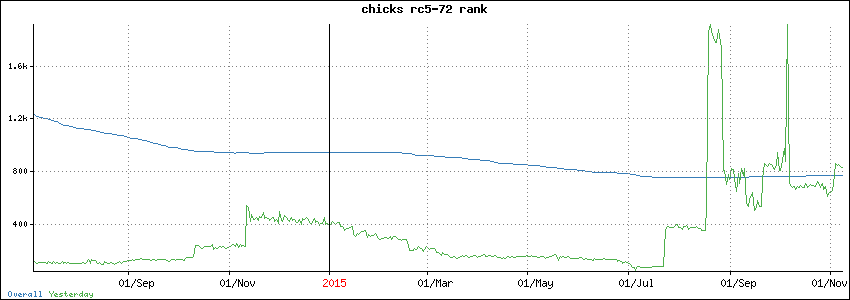 chicks rc5-72 rank
1.6k
1.2k
800
400
01/Sep 01/Nov 2015 01/Mar 01/May 01/Jul 01/Sep 01/Nov
Overall Yesterday